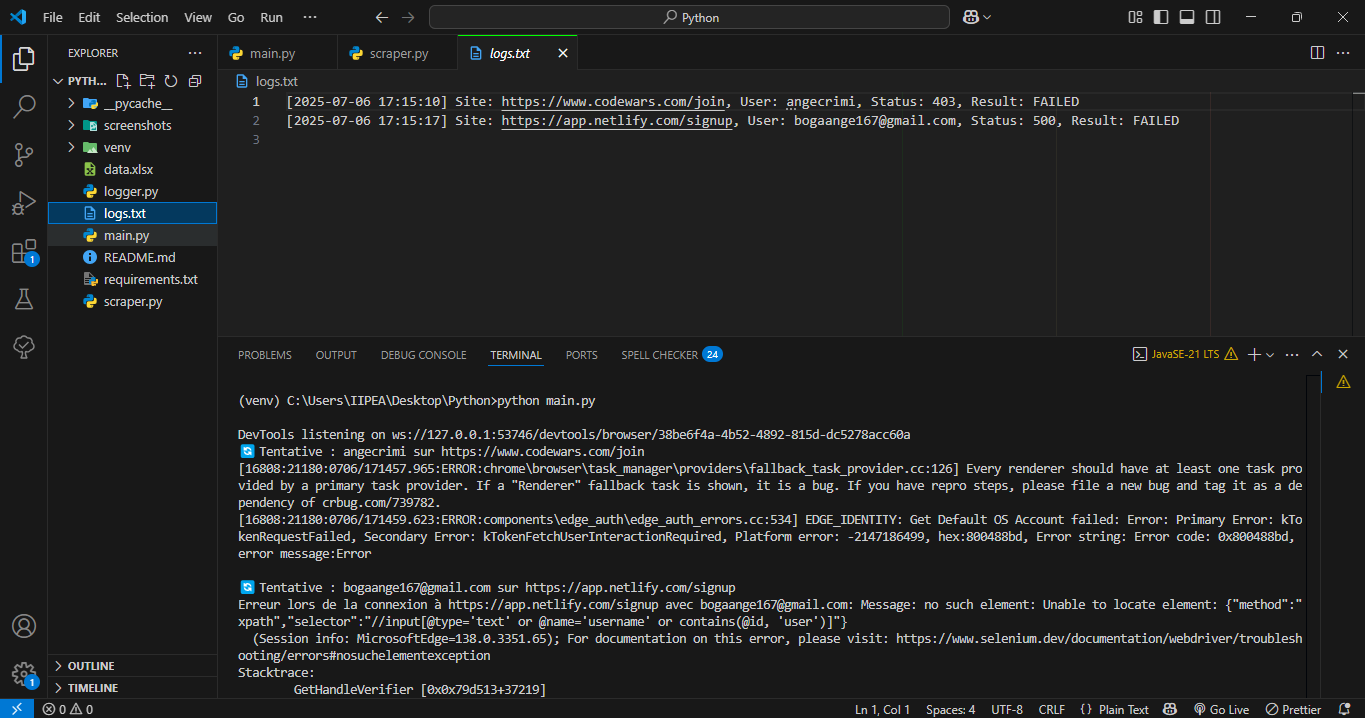 File Edit Selection View Go Run ··· Python
EXPLORER ···
PYTH...
__pycache__
screenshots
venv
data.xlsx
logger.py
logs.txt
main.py
README.md
requirements.txt
scraper.py
OUTLINE
TIMELINE
1
1
main.py scraper.py logs.txt
logs.txt
1 [2025-07-06 17:15:10] Site: https://www.codewars.com/join, User: angecrimi, Status: 403, Result: FAILED
2 [2025-07-06 17:15:17] Site: https://app.netlify.com/signup, User: bogaange167@gmail.com, Status: 500, Result: FAILED
3
PROBLEMS OUTPUT DEBUG CONSOLE TERMINAL PORTS SPELL CHECKER 24 JavaSE-21 LTS
(venv) C:\Users\IIPEA\Desktop\Python>python main.py
DevTools listening on ws://127.0.0.1:53746/devtools/browser/38be6f4a-4b52-4892-815d-dc5278acc60a
🔄 Tentative : angecrimi sur https://www.codewars.com/join
[16808:21180:0706/171457.965:ERROR:chrome\browser\task_manager\providers\fallback_task_provider.cc:126] Every renderer should have at least one task pro
vided by a primary task provider. If a "Renderer" fallback task is shown, it is a bug. If you have repro steps, please file a new bug and tag it as a de
pendency of crbug.com/739782.
[16808:21180:0706/171459.623:ERROR:components\edge_auth\edge_auth_errors.cc:534] EDGE_IDENTITY: Get Default OS Account failed: Error: Primary Error: kTo
kenRequestFailed, Secondary Error: kTokenFetchUserInteractionRequired, Platform error: -2147186499, hex:800488bd, Error string: Error code: 0x800488bd,
error message:Error
🔄 Tentative : bogaange167@gmail.com sur https://app.netlify.com/signup
Erreur lors de la connexion à https://app.netlify.com/signup avec bogaange167@gmail.com: Message: no such element: Unable to locate element: {"method":"
xpath","selector":"//input[@type='text' or @name='username' or contains(@id, 'user')]"}
(Session info: MicrosoftEdge=138.0.3351.65); For documentation on this error, please visit: https://www.selenium.dev/documentation/webdriver/troublesh
ooting/errors#nosuchelementexception
Stacktrace:
GetHandleVerifier [0x0x79d513+37219]
0 0 Ln 1, Col 1 Spaces: 4 UTF-8 CRLF {} Plain Text Go Live Prettier